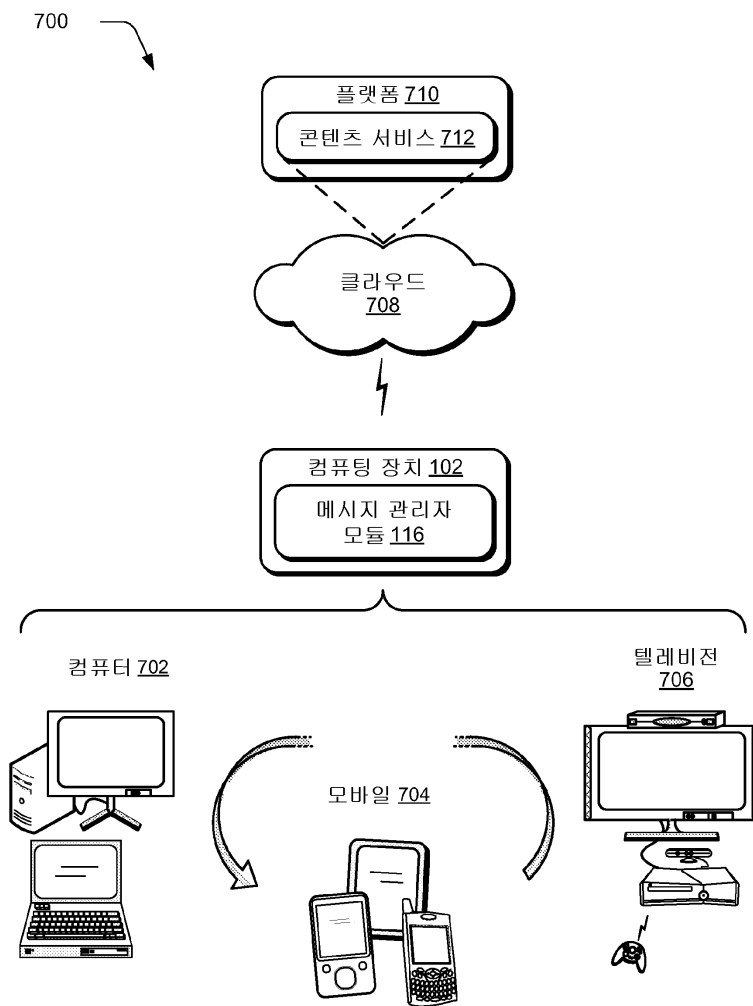 700
플랫폼 710
콘텐츠 서비스 712
클라우드
708
컴퓨팅 장치 102
메시지 관리자
모듈 116
컴퓨터 702
텔레비전
706
모바일 704